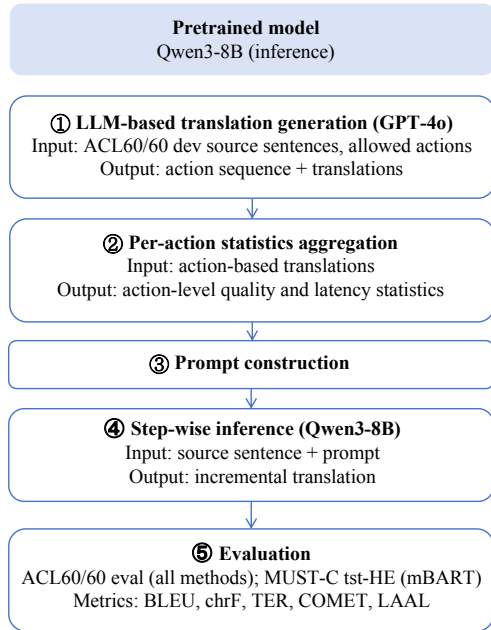 Pretrained model
Qwen3-8B (inference)
① LLM-based translation generation (GPT-4o)
Input: ACL60/60 dev source sentences, allowed actions
Output: action sequence + translations
② Per-action statistics aggregation
Input: action-based translations
Output: action-level quality and latency statistics
③ Prompt construction
④ Step-wise inference (Qwen3-8B)
Input: source sentence + prompt
Output: incremental translation
⑤ Evaluation
ACL60/60 eval (all methods); MUST-C tst-HE (mBART)
Metrics: BLEU, chrF, TER, COMET, LAAL